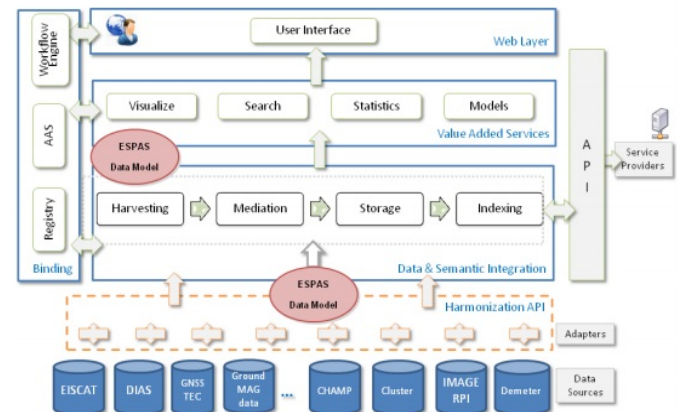 Workflow
Engine
AAS
Registry
Binding
User Interface
Web Layer
Visualize
Search
Statistics
Models
Value Added Services
ESPAS
Data Model
Harvesting
Mediation
Storage
Indexing
Data & Semantic Integration
A
P
I
Service
Providers
ESPAS
Data Model
Harmonization API
Adapters
EISCAT
DIAS
GNSS
TEC
Ground
MAG
data
...
CHAMP
Cluster
IMAGE
RPI
Demeter
Data
Sources